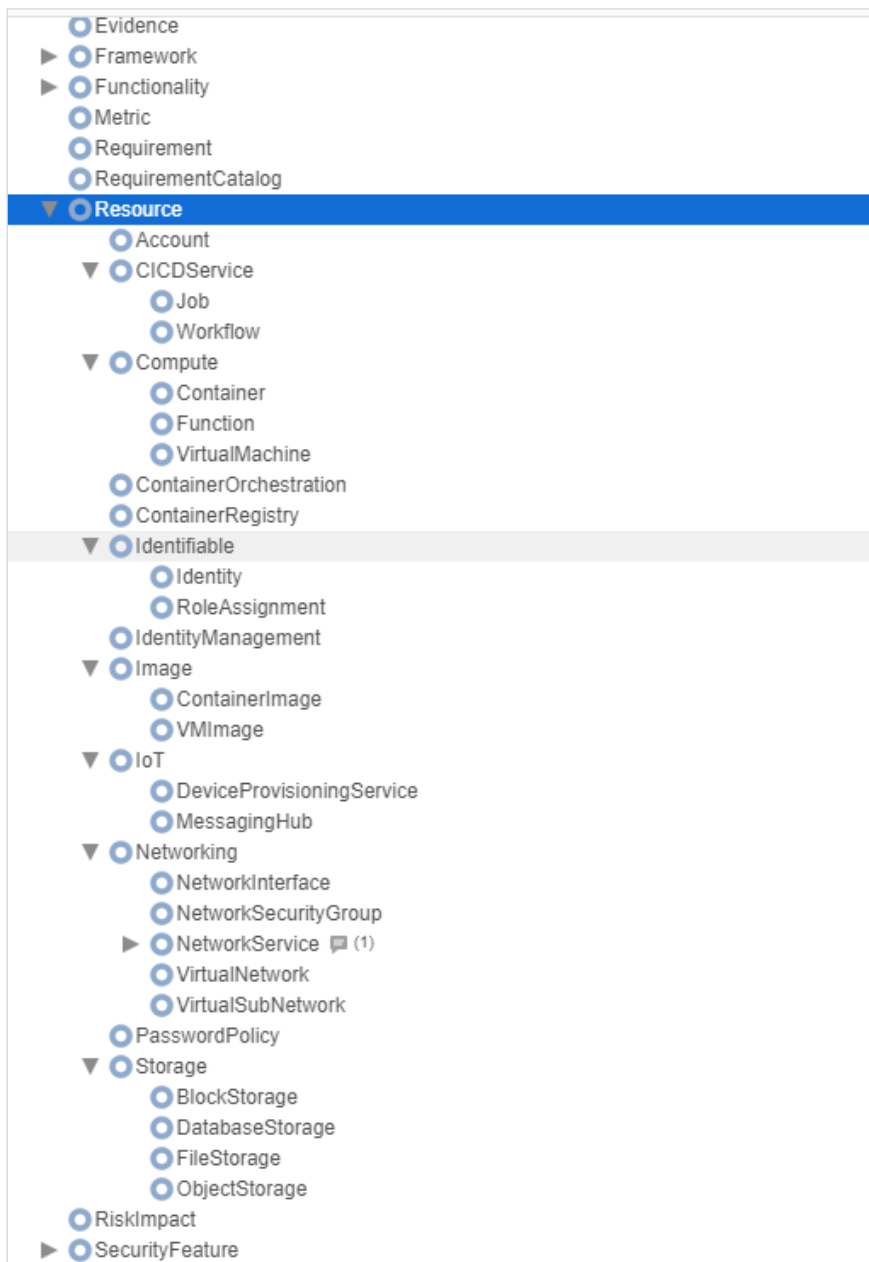 Evidence
Framework
Functionality
Metric
Requirement
RequirementCatalog
Resource
Account
CICDService
Job
Workflow
Compute
Container
Function
VirtualMachine
ContainerOrchestration
ContainerRegistry
Identifiable
Identity
RoleAssignment
IdentityManagement
Image
ContainerImage
VMImage
IoT
DeviceProvisioningService
MessagingHub
Networking
NetworkInterface
NetworkSecurityGroup
NetworkService (1)
VirtualNetwork
VirtualSubNetwork
PasswordPolicy
Storage
BlockStorage
DatabaseStorage
FileStorage
ObjectStorage
RiskImpact
SecurityFeature